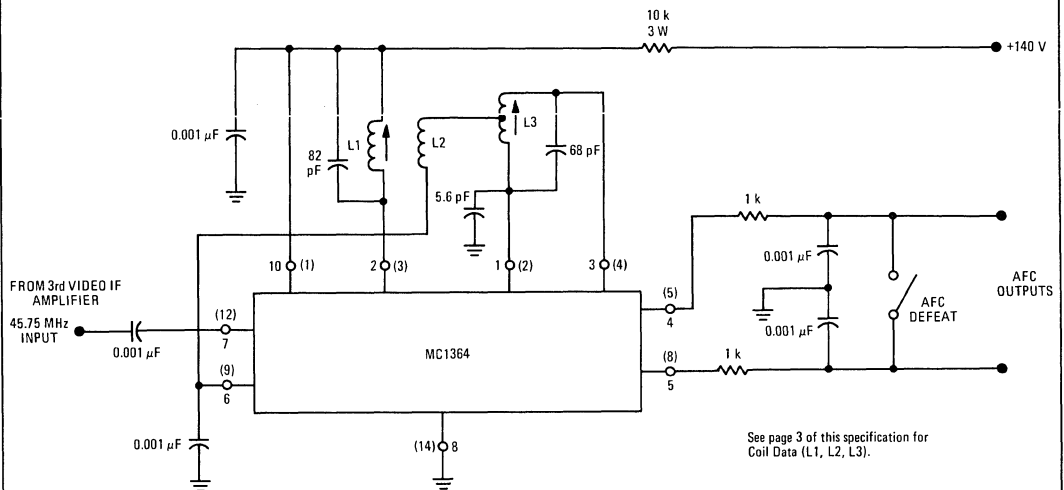 10 k
3 W
+140 V
0.001 µF
82
pF
L1
L2
L3
68 pF
5.6 pF
1 k
10 (1)
2 (3)
1 (2)
3 (4)
FROM 3rd VIDEO IF
AMPLIFIER
45.75 MHz
INPUT
0.001 µF
(12)
7
(9)
6
MC1364
(5)
4
(8)
5
0.001 µF
0.001 µF
AFC
DEFEAT
AFC
OUTPUTS
1 k
0.001 µF
(14) 8
See page 3 of this specification for
Coil Data (L1, L2, L3).